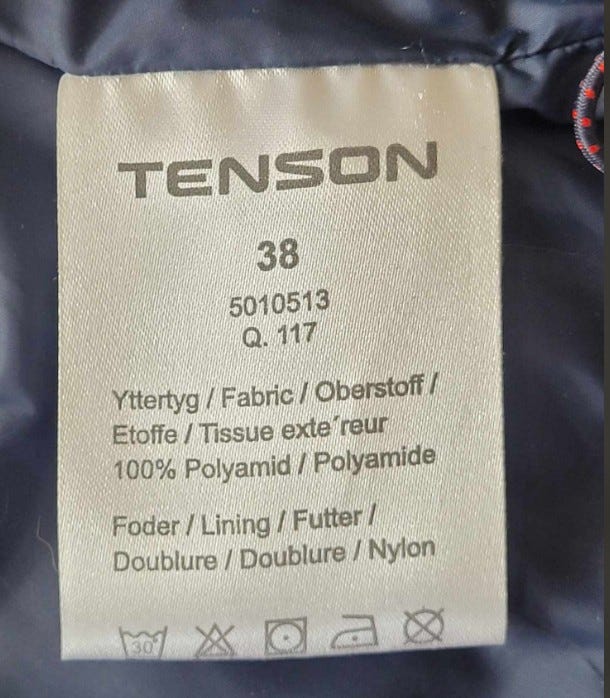 TENSON
38
5010513
Q. 117
Yttertyg / Fabric / Oberstoff /
Etoffe / Tissue exte´reur
100% Polyamid / Polyamide
Foder / Lining / Futter /
Doublure / Doublure / Nylon
30°